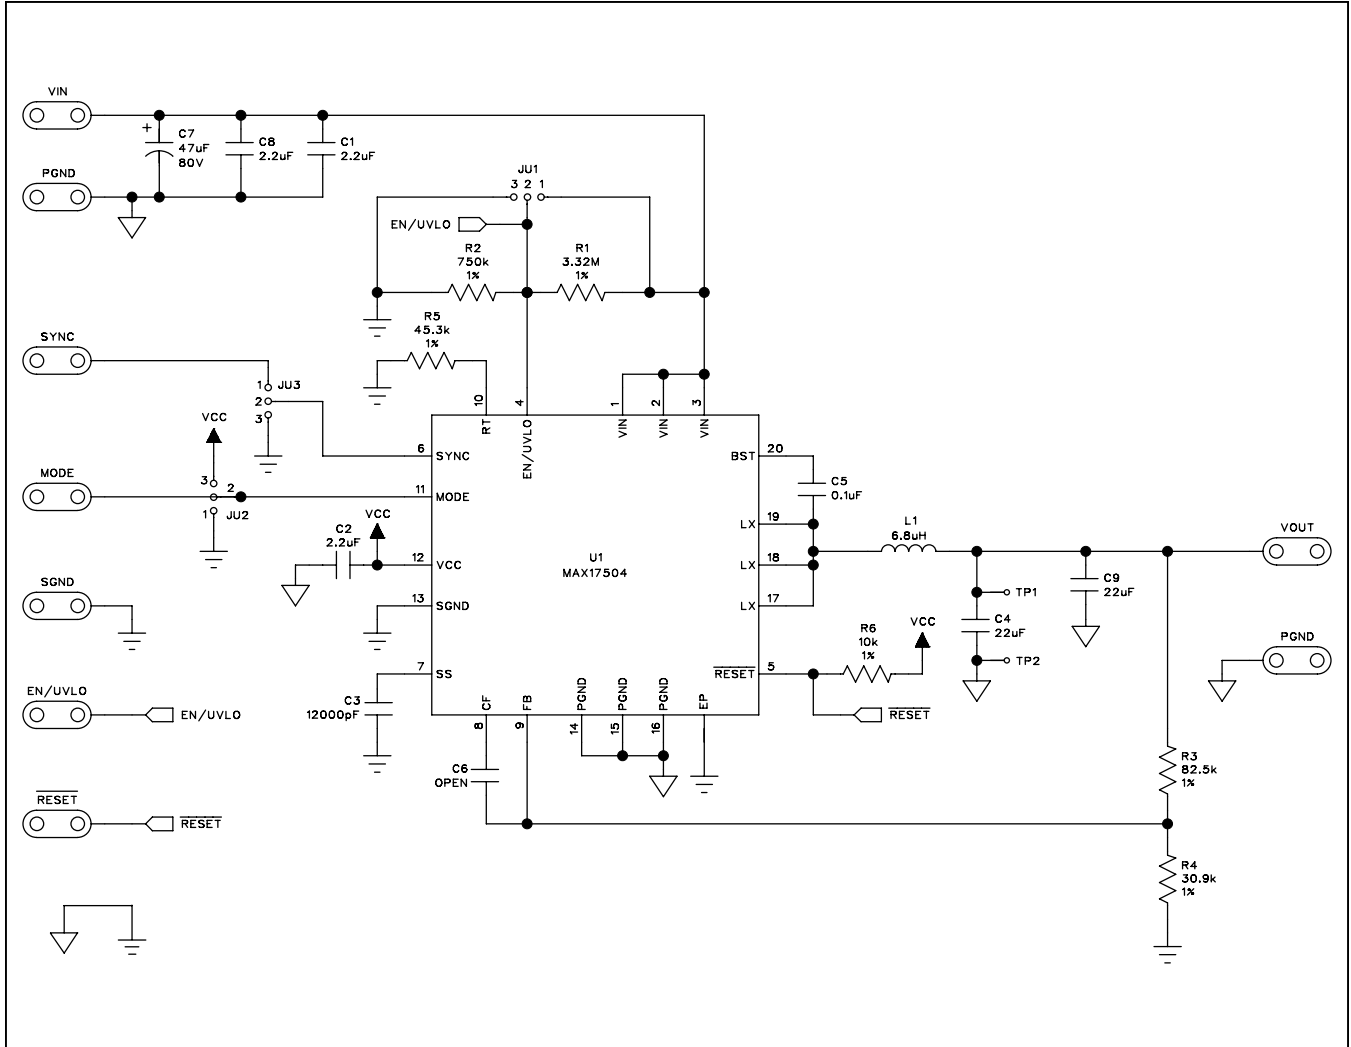 VIN
C7
47uF
80V
+
C8
2.2uF
C1
2.2uF
PGND
JU1
3 2 1
EN/UVLO
R2
750k
1%
R1
3.32M
1%
R5
45.3k
1%
SYNC
1
2
3
JU3
VCC
10
RT
4
EN/UVLO
1
VIN
2
VIN
3
VIN
6
SYNC
20
BST
MODE
3
2
1
JU2
11
MODE
C5
0.1uF
VCC
C2
2.2uF
12
VCC
19
LX
18
LX
17
LX
U1
MAX17504
L1
6.8uH
VOUT
C9
22uF
TP1
C4
22uF
TP2
SGND
13
SGND
PGND
R6
10k
1%
VCC
5
RESET
RESET
7
SS
C3
12000pF
EN/UVLO
EN/UVLO
8
CF
9
FB
14
PGND
15
PGND
16
PGND
EP
C6
OPEN
R3
82.5k
1%
RESET
RESET
R4
30.9k
1%